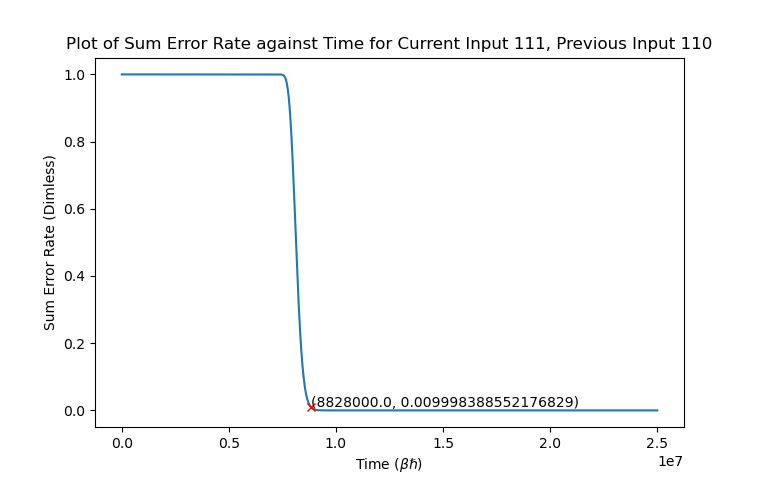 Plot of Sum Error Rate against Time for Current Input 111, Previous Input 110
Sum Error Rate (Dimless)
1.0
0.8
0.6
0.4
0.2
0.0
(8828000.0, 0.009998388552176829)
0.0 0.5 1.0 1.5 2.0 2.5
1e7
Time (βℏ)